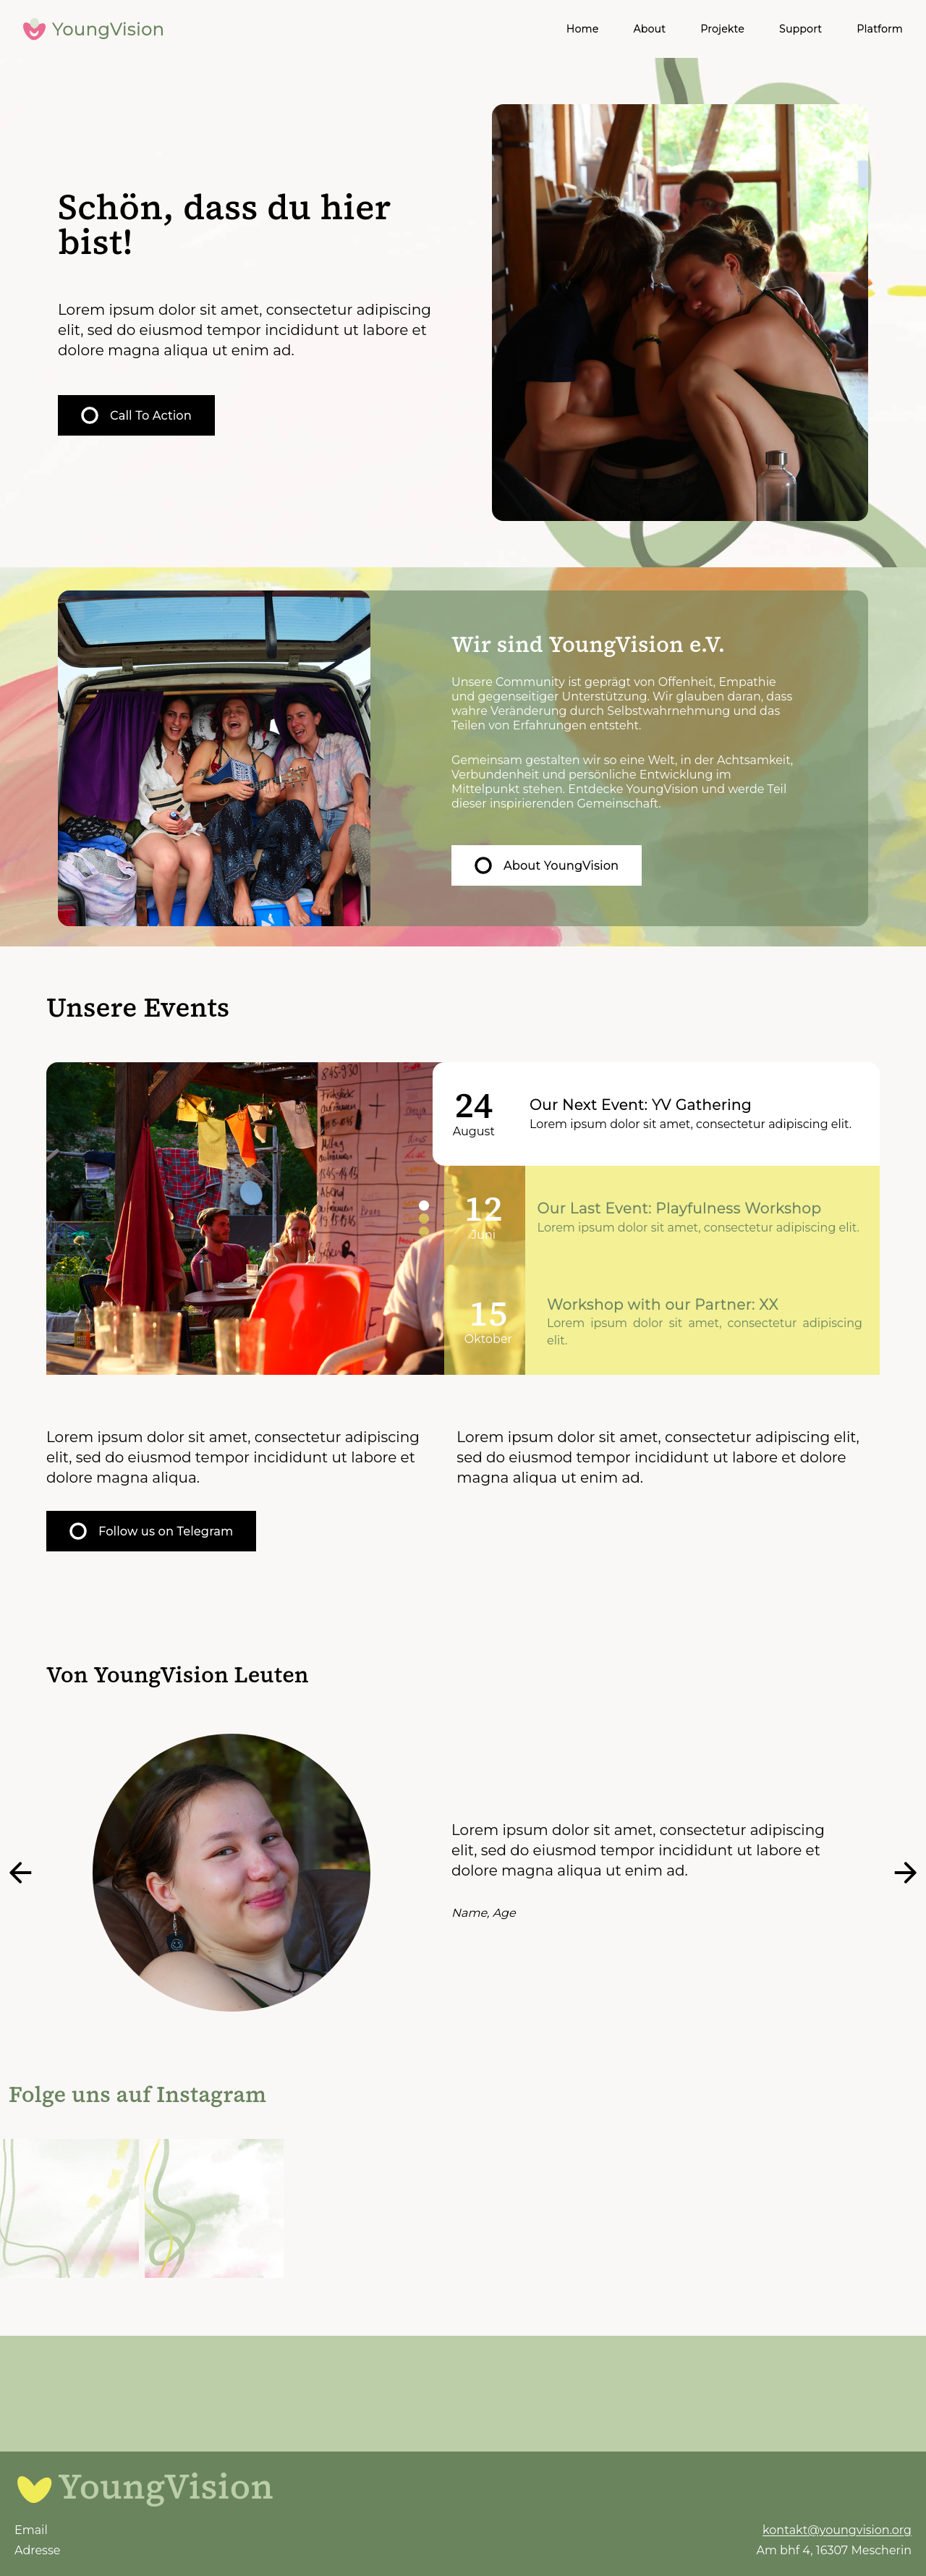 YoungVision
Home About Projekte Support Platform
Schön, dass du hier
bist!
Lorem ipsum dolor sit amet, consectetur adipiscing
elit, sed do eiusmod tempor incididunt ut labore et
dolore magna aliqua ut enim ad.
Call To Action
Wir sind YoungVision e.V.
Unsere Community ist geprägt von Offenheit, Empathie
und gegenseitiger Unterstützung. Wir glauben daran, dass
wahre Veränderung durch Selbstwahrnehmung und das
Teilen von Erfahrungen entsteht.
Gemeinsam gestalten wir so eine Welt, in der Achtsamkeit,
Verbundenheit und persönliche Entwicklung im
Mittelpunkt stehen. Entdecke YoungVision und werde Teil
dieser inspirierenden Gemeinschaft.
About YoungVision
Unsere Events
24
August
Our Next Event: YV Gathering
Lorem ipsum dolor sit amet, consectetur adipiscing elit.
12
Juni
Our Last Event: Playfulness Workshop
Lorem ipsum dolor sit amet, consectetur adipiscing elit.
15
Oktober
Workshop with our Partner: XX
Lorem ipsum dolor sit amet, consectetur adipiscing
elit.
Lorem ipsum dolor sit amet, consectetur adipiscing
elit, sed do eiusmod tempor incididunt ut labore et
dolore magna aliqua.
Lorem ipsum dolor sit amet, consectetur adipiscing elit,
sed do eiusmod tempor incididunt ut labore et dolore
magna aliqua ut enim ad.
Follow us on Telegram
Von YoungVision Leuten
Lorem ipsum dolor sit amet, consectetur adipiscing
elit, sed do eiusmod tempor incididunt ut labore et
dolore magna aliqua ut enim ad.
Name, Age
Folge uns auf Instagram
YoungVision
Email kontakt@youngvision.org
Adresse Am bhf 4, 16307 Mescherin